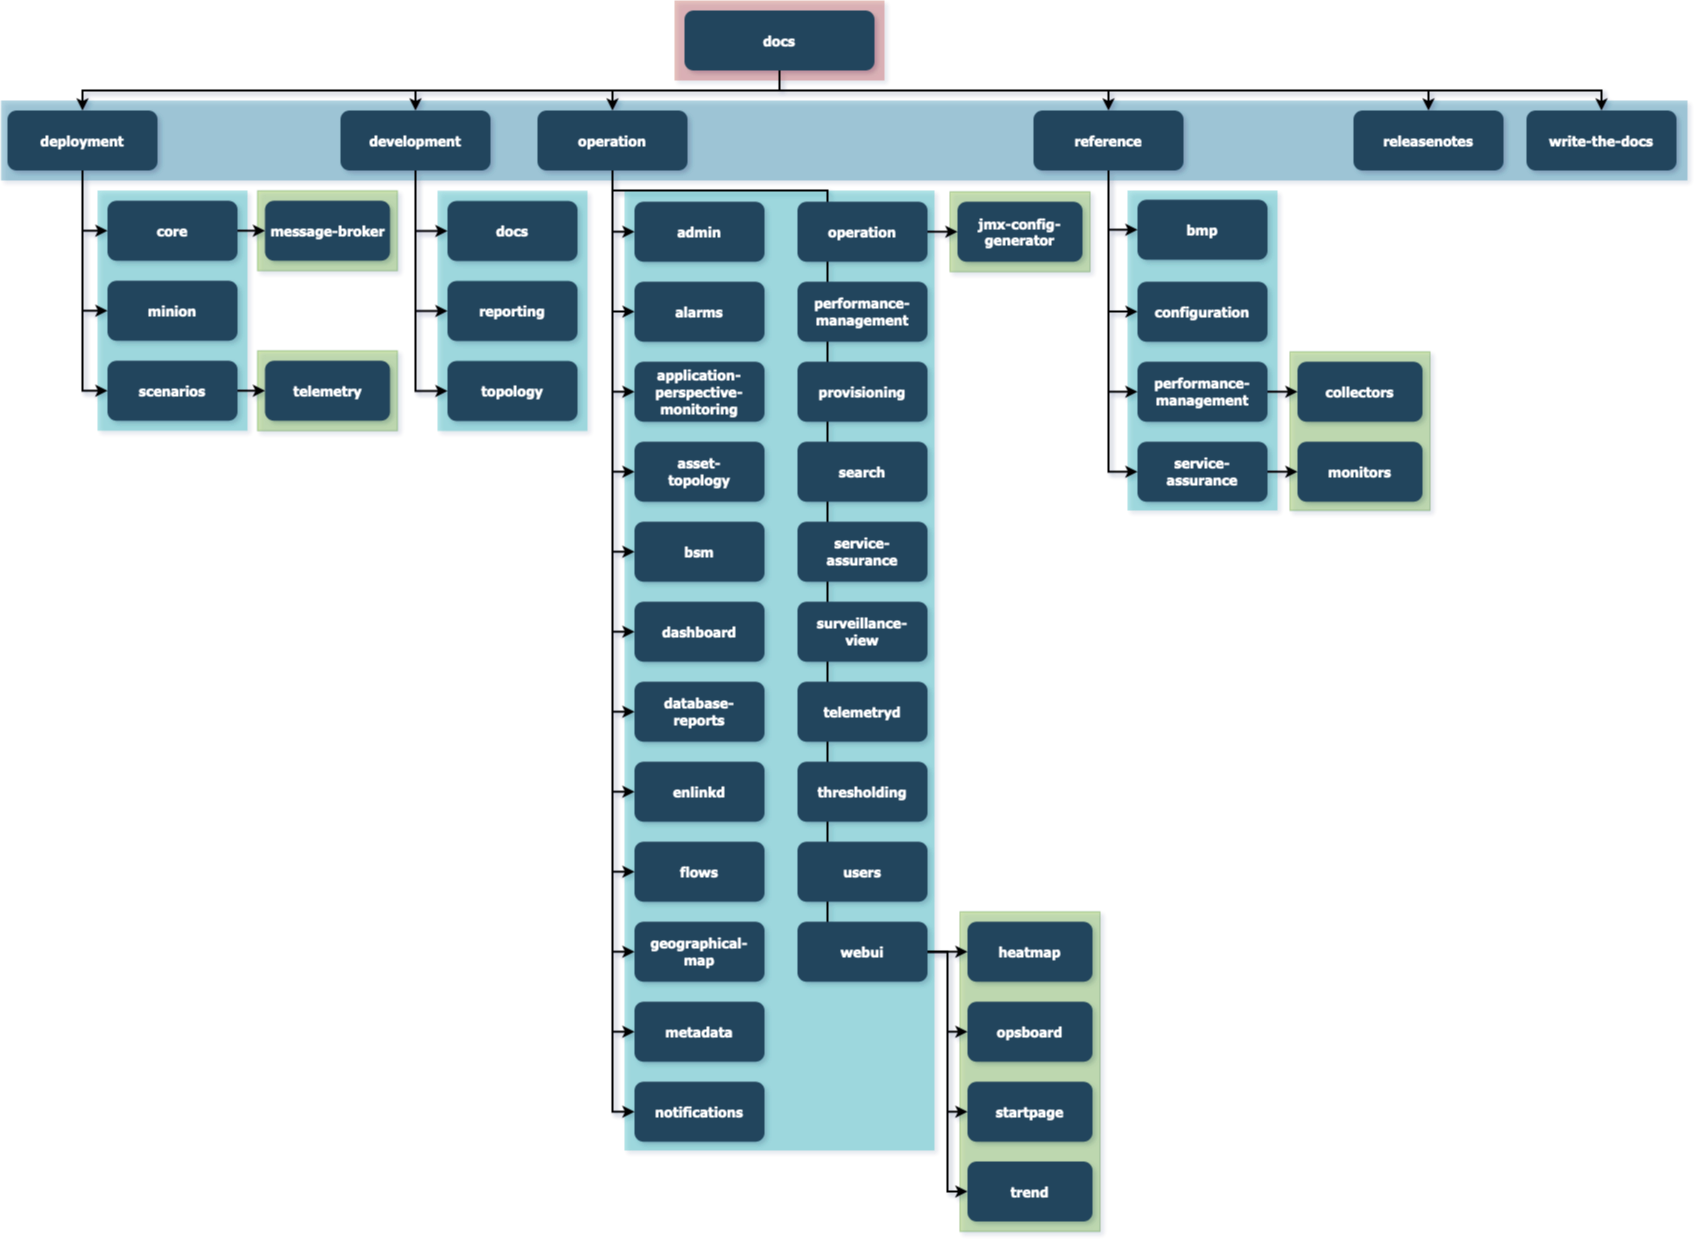 docs
deployment
development
operation
reference
releasenotes
write-the-docs
core
message-broker
minion
scenarios
telemetry
docs
reporting
topology
admin
alarms
application-
perspective-
monitoring
asset-
topology
bsm
dashboard
database-
reports
enlinkd
flows
geographical-
map
metadata
notifications
operation
jmx-config-
generator
performance-
management
provisioning
search
service-
assurance
surveillance-
view
telemetryd
thresholding
users
webui
heatmap
opsboard
startpage
trend
bmp
configuration
performance-
management
collectors
service-
assurance
monitors